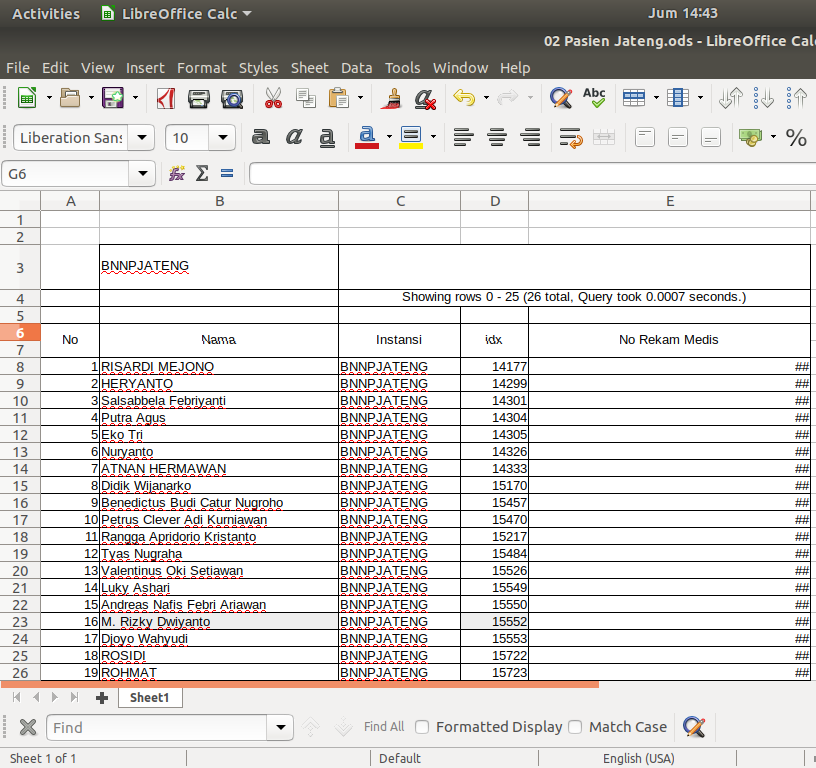 Activities LibreOffice Calc Jum 14:43
02 Pasien Jateng.ods - LibreOffice Cal
File Edit View Insert Format Styles Sheet Data Tools Window Help
Abc
Liberation Sans 10 a a a a %
G6 fx Σ =
A B C D E
1
2
3 BNNPJATENG
4 Showing rows 0 - 25 (26 total, Query took 0.0007 seconds.)
5
6
No Nama Instansi idx No Rekam Medis
7
8 1 RISARDI MEJONO BNNPJATENG 14177 ##
9 2 HERYANTO BNNPJATENG 14299 ##
10 3 Salsabbela Febriyanti BNNPJATENG 14301 ##
11 4 Putra Agus BNNPJATENG 14304 ##
12 5 Eko Tri BNNPJATENG 14305 ##
13 6 Nuryanto BNNPJATENG 14326 ##
14 7 ATNAN HERMAWAN BNNPJATENG 14333 ##
15 8 Didik Wijanarko BNNPJATENG 15170 ##
16 9 Benedictus Budi Catur Nugroho BNNPJATENG 15457 ##
17 10 Petrus Clever Adi Kurniawan BNNPJATENG 15470 ##
18 11 Rangga Apridorio Kristanto BNNPJATENG 15217 ##
19 12 Tyas Nugraha BNNPJATENG 15484 ##
20 13 Valentinus Oki Setiawan BNNPJATENG 15526 ##
21 14 Luky Ashari BNNPJATENG 15549 ##
22 15 Andreas Nafis Febri Ariawan BNNPJATENG 15550 ##
23 16 M. Rizky Dwiyanto BNNPJATENG 15552 ##
24 17 Djoyo Wahyudi BNNPJATENG 15553 ##
25 18 ROSIDI BNNPJATENG 15722 ##
26 19 ROHMAT BNNPJATENG 15723 ##
Sheet1
Find Find All Formatted Display Match Case
Sheet 1 of 1 Default English (USA)